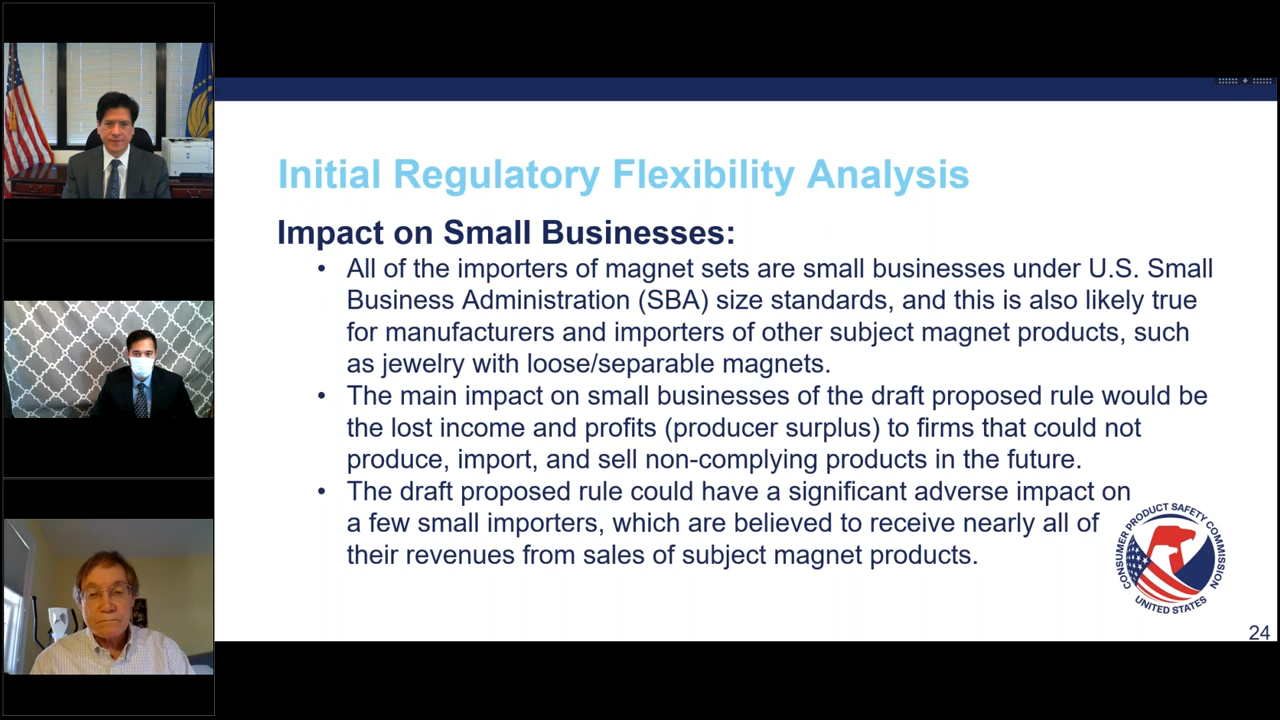 Initial Regulatory Flexibility Analysis
Impact on Small Businesses:
• All of the importers of magnet sets are small businesses under U.S. Small
Business Administration (SBA) size standards, and this is also likely true
for manufacturers and importers of other subject magnet products, such
as jewelry with loose/separable magnets.
• The main impact on small businesses of the draft proposed rule would be
the lost income and profits (producer surplus) to firms that could not
produce, import, and sell non-complying products in the future.
• The draft proposed rule could have a significant adverse impact on
a few small importers, which are believed to receive nearly all of
their revenues from sales of subject magnet products.
CONSUMER PRODUCT SAFETY COMMISSION
UNITED STATES
24